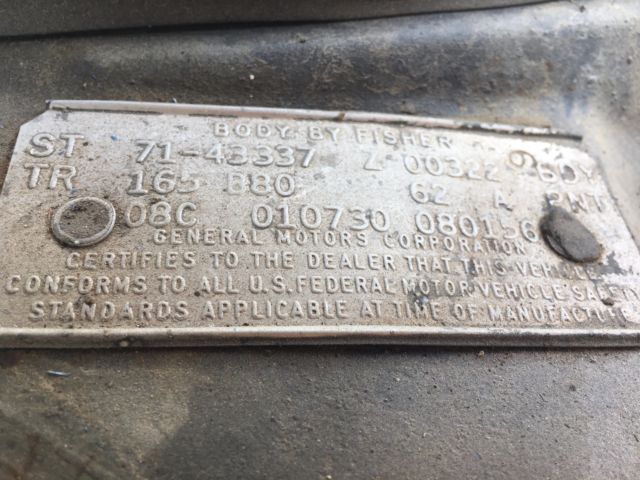 BODY BY FISHER
ST 71-43337 Z 00322 BDY
TR 165 B80 62 A PNT
08C 010730 080156
GENERAL MOTORS CORPORATION
CERTIFIES TO THE DEALER THAT THIS VEHICLE
CONFORMS TO ALL U.S. FEDERAL MOTOR VEHICLE SAFETY
STANDARDS APPLICABLE AT TIME OF MANUFACTURE